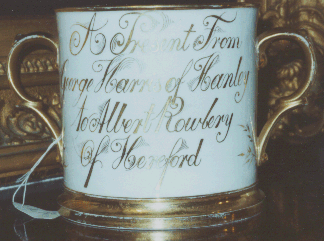 A Present From
George Harris of Hanley
to Albert Rowbery
Of Hereford